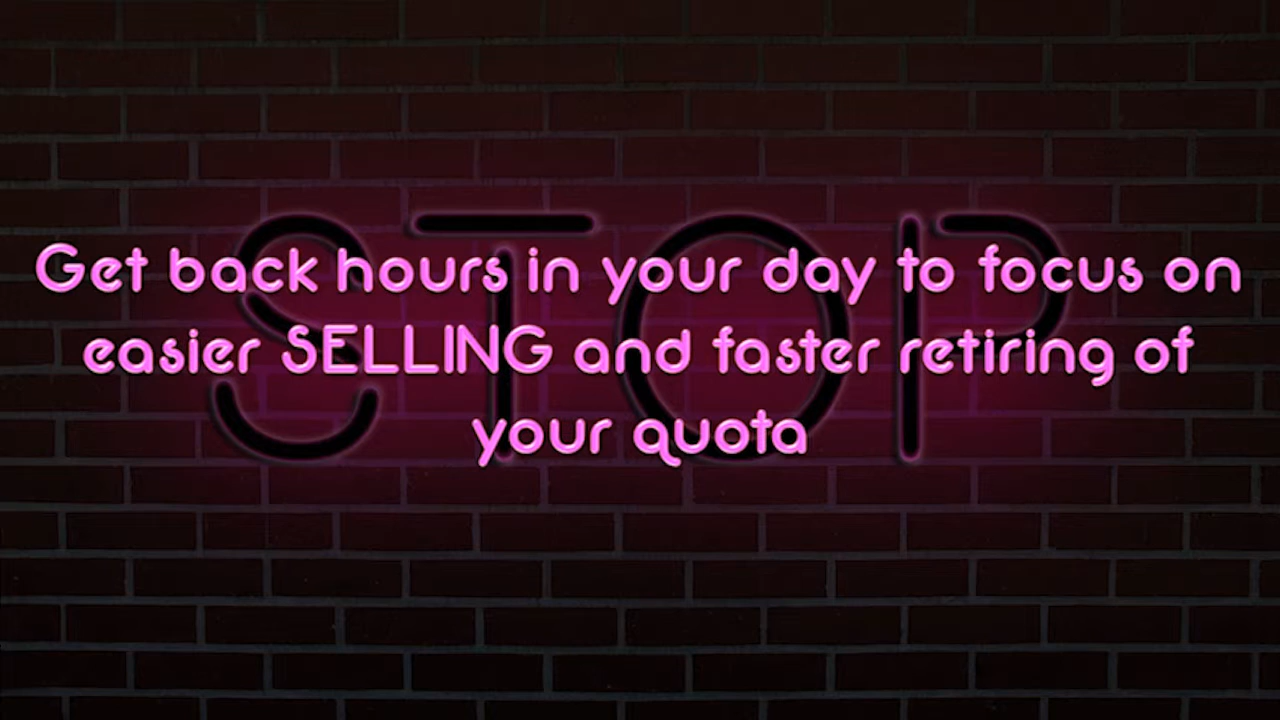 STOP
Get back hours in your day to focus on
easier SELLING and faster retiring of
your quota